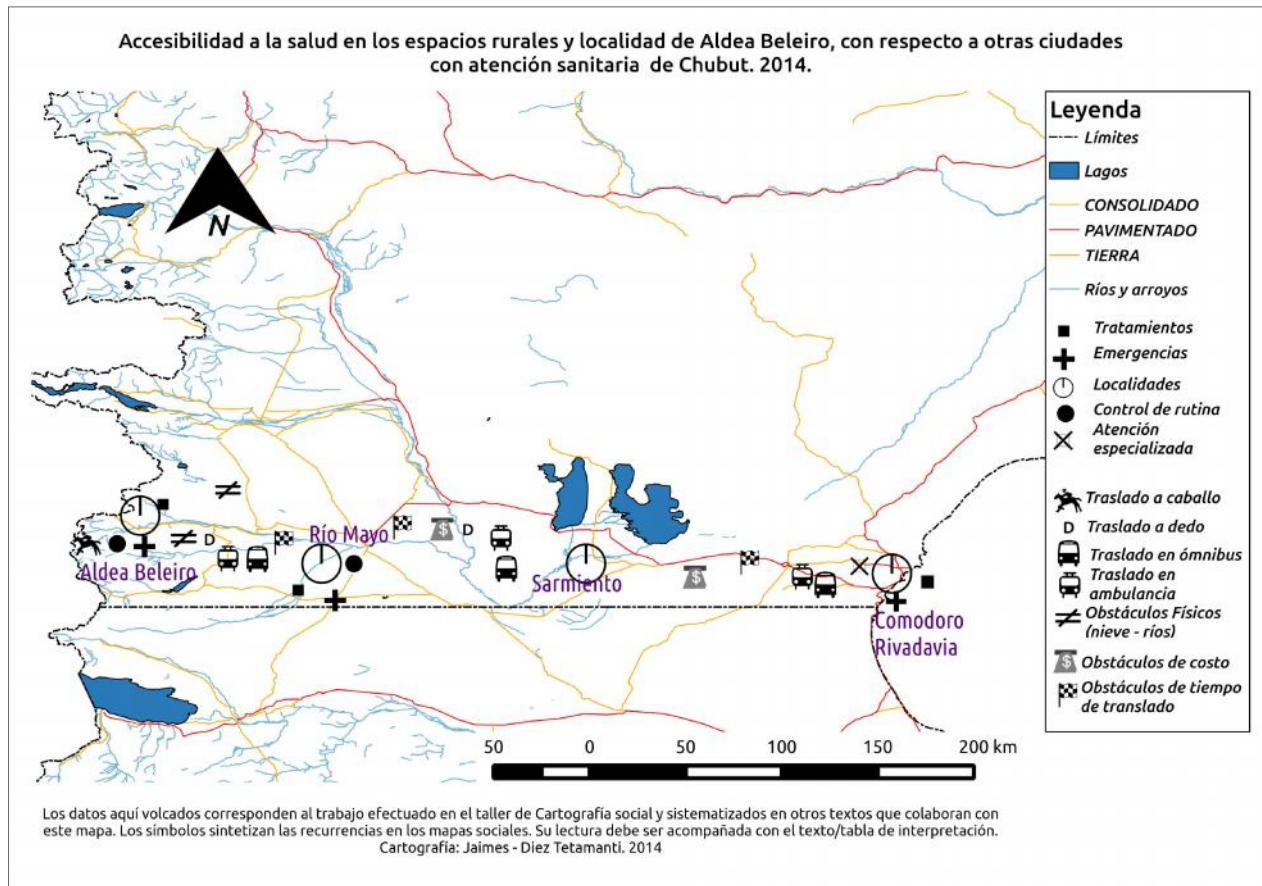 Accesibilidad a la salud en los espacios rurales y localidad de Aldea Beleiro, con respecto a otras ciudades
con atención sanitaria de Chubut. 2014.
N
Leyenda
Límites
Lagos
CONSOLIDADO
PAVIMENTADO
TIERRA
Ríos y arroyos
Tratamientos
Emergencias
Localidades
Control de rutina
Atención
especializada
Traslado a caballo
D Traslado a dedo
Traslado en ómnibus
Traslado en
ambulancia
Obstáculos Físicos
(nieve - ríos)
$ Obstáculos de costo
Obstáculos de tiempo
de translado
Río Mayo
$
D
D
Aldea Beleiro
Sarmiento
$
Comodoro
Rivadavia
50 0 50 100 150 200 km
Los datos aquí volcados corresponden al trabajo efectuado en el taller de Cartografía social y sistematizados en otros textos que colaboran con
este mapa. Los símbolos sintetizan las recurrencias en los mapas sociales. Su lectura debe ser acompañada con el texto/tabla de interpretación.
Cartografía: Jaimes - Diez Tetamanti. 2014